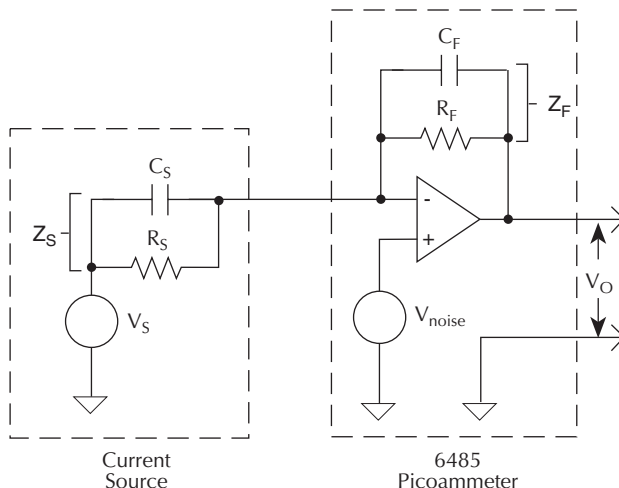 C_F
R_F
Z_F
C_S
Z_S
R_S
-
+
V_S
V_noise
V_O
Current
Source
6485
Picoammeter